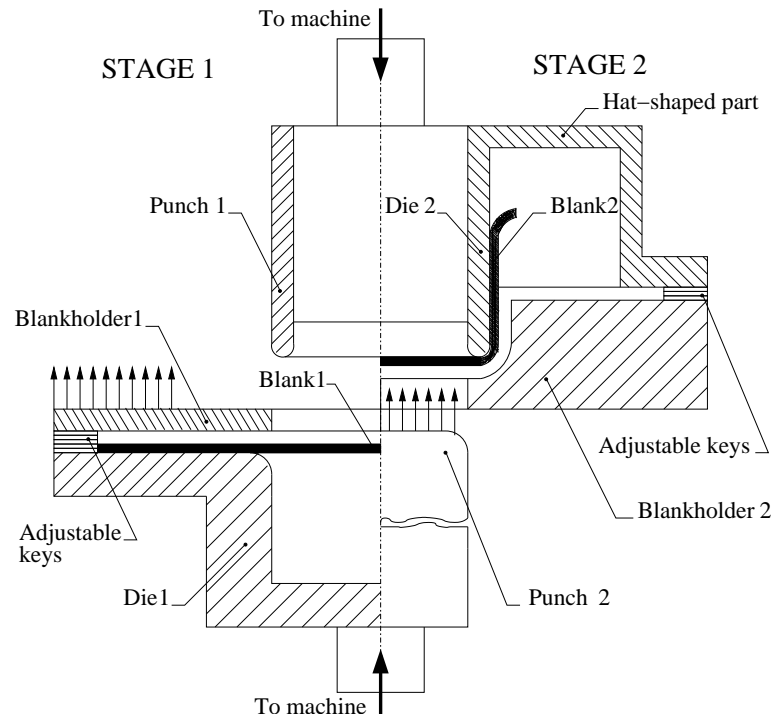 To machine
STAGE 1
STAGE 2
Hat-shaped part
Punch 1
Die 2
Blank2
Blankholder1
Blank1
Adjustable keys
Adjustable
keys
Blankholder 2
Die1
Punch 2
To machine